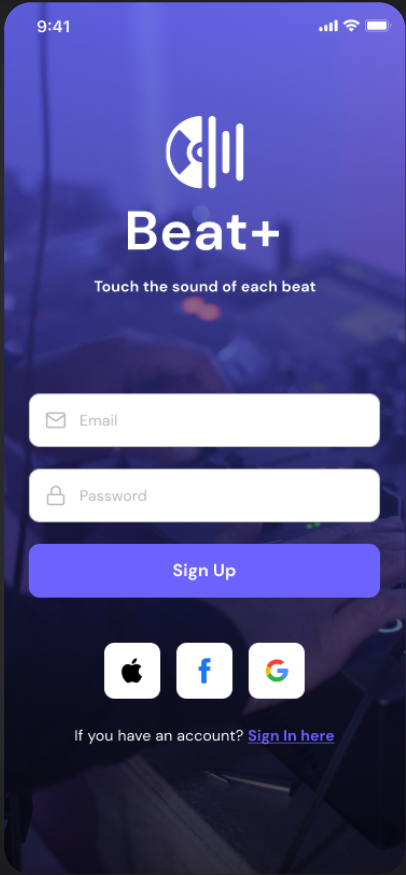 9:41
Beat+
Touch the sound of each beat
Email
Password
Sign Up
If you have an account? Sign In here